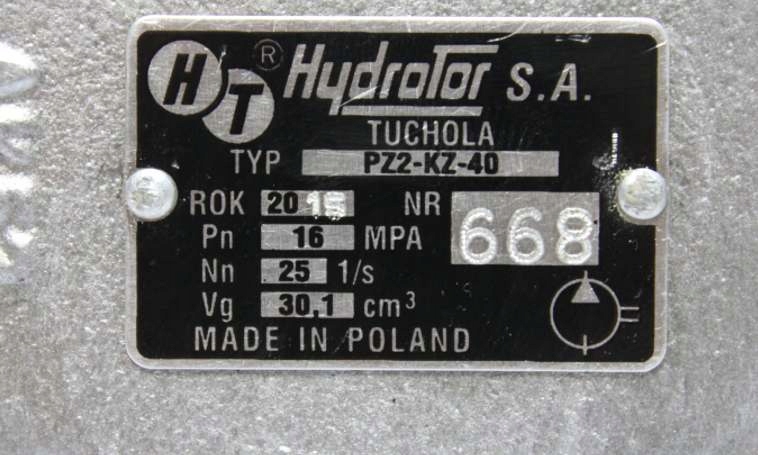 HT ® HydroTor S.A.
TUCHOLA
TYP PZ2-KZ-40
ROK 2015 NR 668
Pn 16 MPA
Nn 25 1/s
Vg 30.1 cm³
MADE IN POLAND